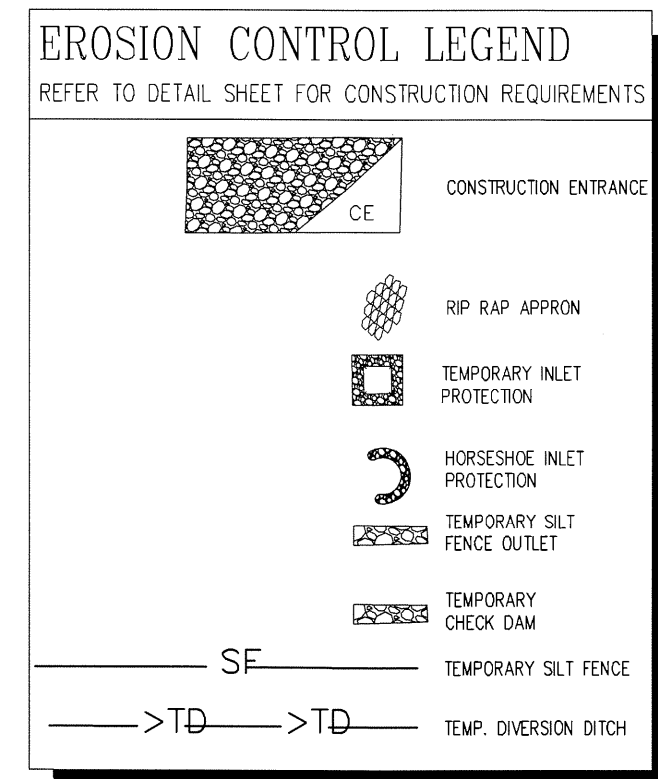 EROSION CONTROL LEGEND
REFER TO DETAIL SHEET FOR CONSTRUCTION REQUIREMENTS
CE
CONSTRUCTION ENTRANCE
RIP RAP APPRON
TEMPORARY INLET
PROTECTION
HORSESHOE INLET
PROTECTION
TEMPORARY SILT
FENCE OUTLET
TEMPORARY
CHECK DAM
SF
TEMPORARY SILT FENCE
>TD >TD
TEMP. DIVERSION DITCH